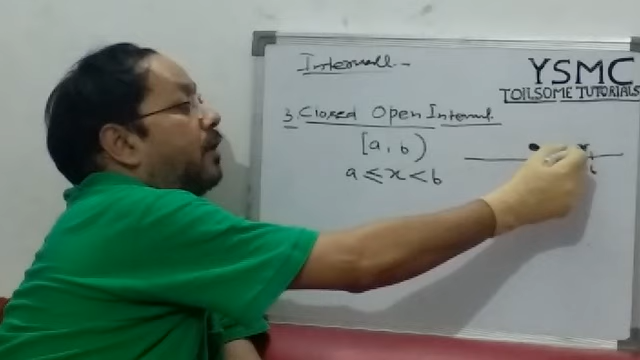 Intervall -
YSMC
TOILSOME TUTORIALS
3. Closed Open Interval.
[a, b)
a ≤ x < b